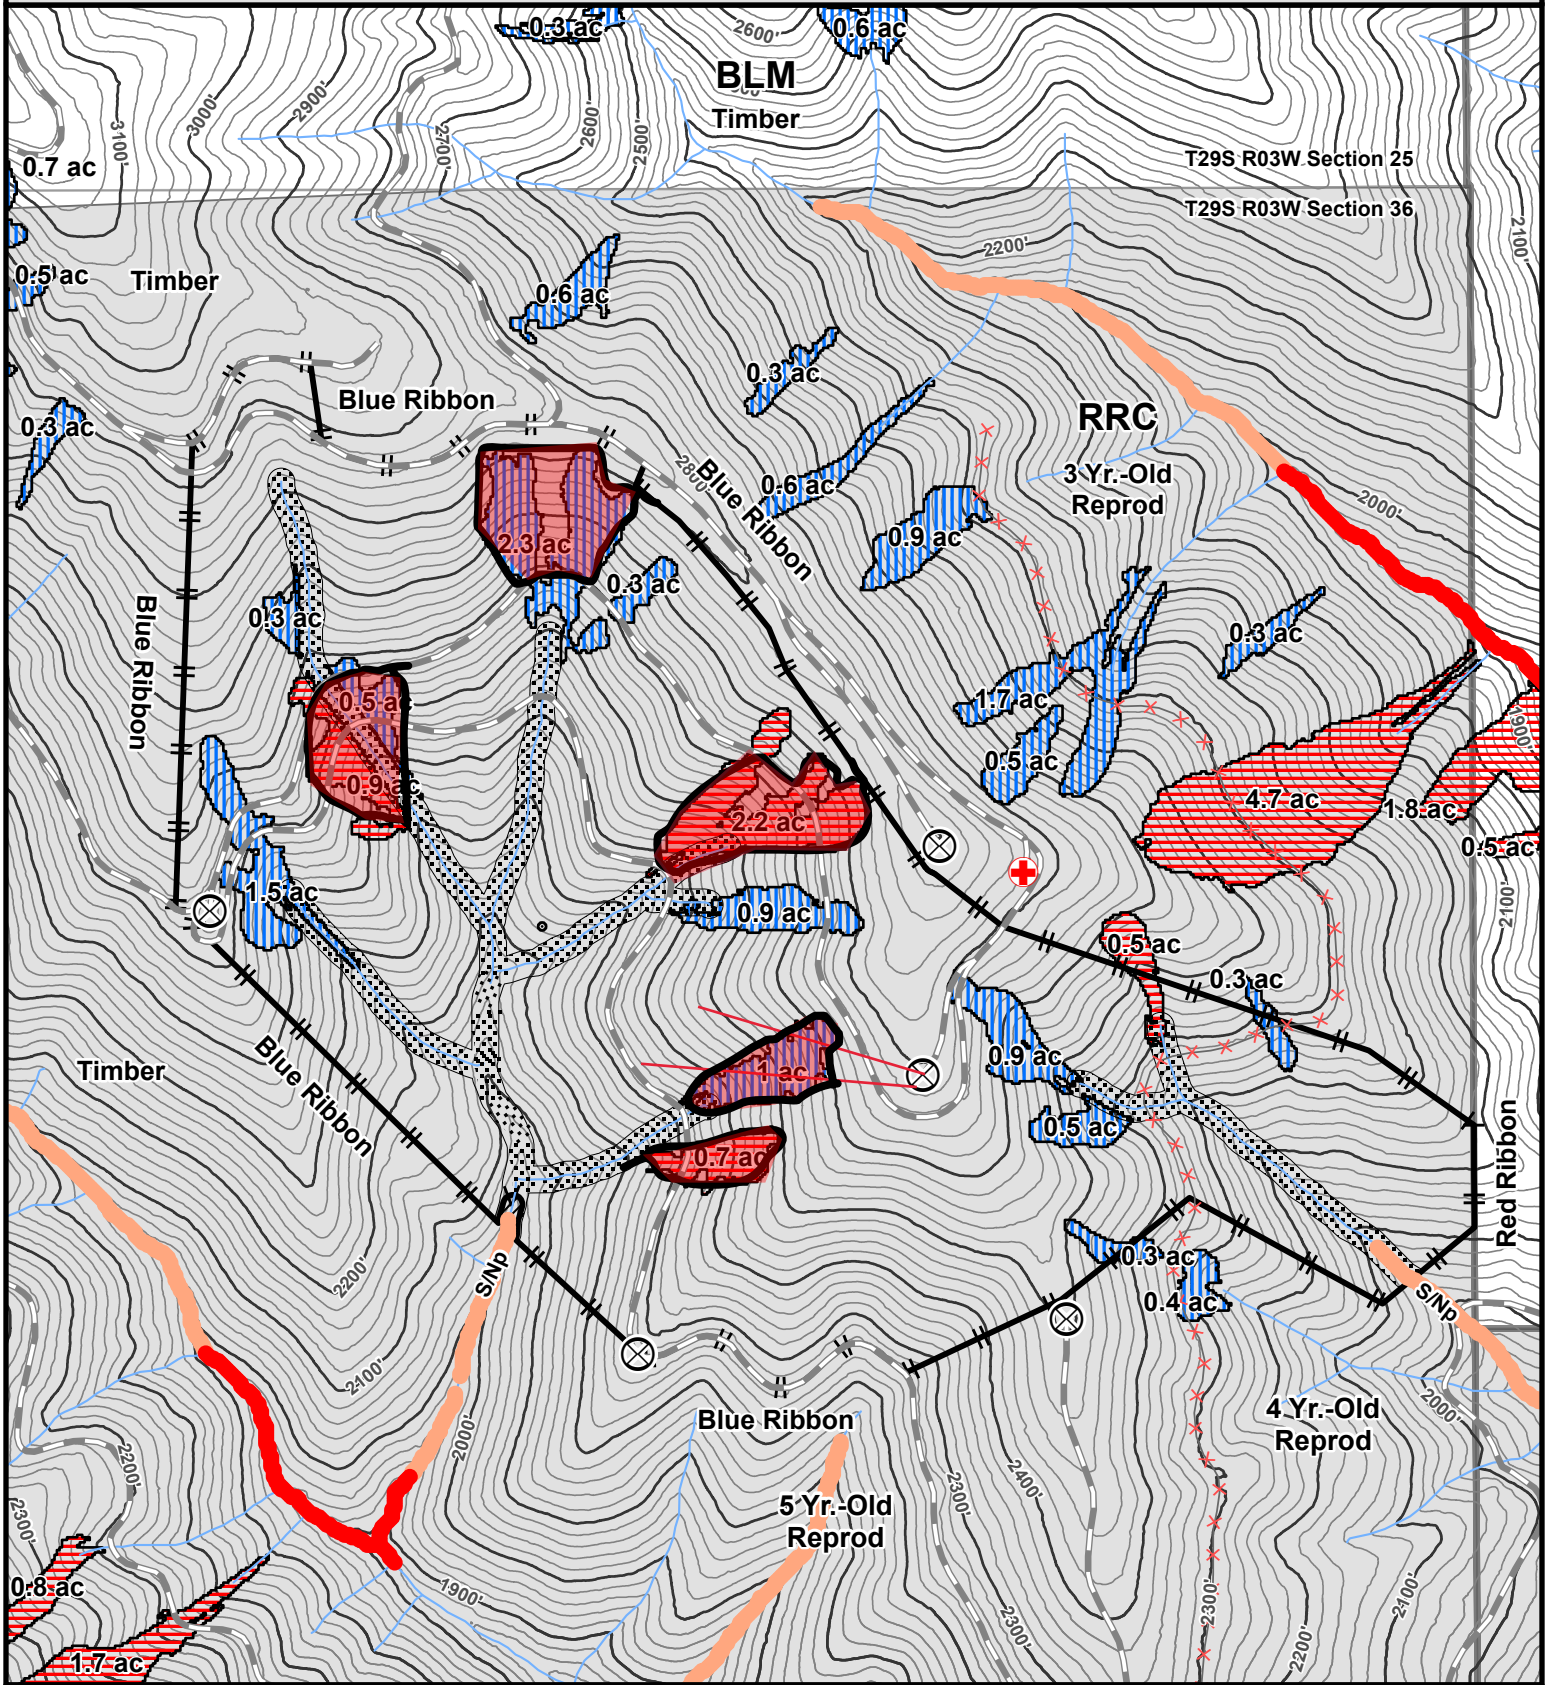 0.3 ac
2600'
0.6 ac
BLM
Timber
3100'
3000'
2900'
2700'
2600'
2500'
T29S R03W Section 25
0.7 ac
T29S R03W Section 36
2100'
2200'
0.5 ac
Timber
0.6 ac
0.3 ac
Blue Ribbon
0.3 ac
RRC
2800'
Blue Ribbon
0.6 ac
3 Yr.-Old
Reprod
2000'
2.3 ac
0.9 ac
0.3 ac
0.3 ac
0.3 ac
Blue Ribbon
0.5 ac
1.7 ac
1900'
0.5 ac
0.9 ac
2.2 ac
4.7 ac
1.8 ac
0.5 ac
1.5 ac
0.9 ac
2100'
0.5 ac
0.3 ac
Timber
Blue Ribbon
1 ac
0.9 ac
0.5 ac
0.7 ac
Red Ribbon
2200'
S/Np
0.3 ac
0.4 ac
S/Np
2100'
2000'
Blue Ribbon
4 Yr.-Old
Reprod
2000'
2200'
2300'
2300'
2400'
5 Yr.-Old
Reprod
0.8 ac
1900'
2300'
2300'
2200'
2100'
1.7 ac